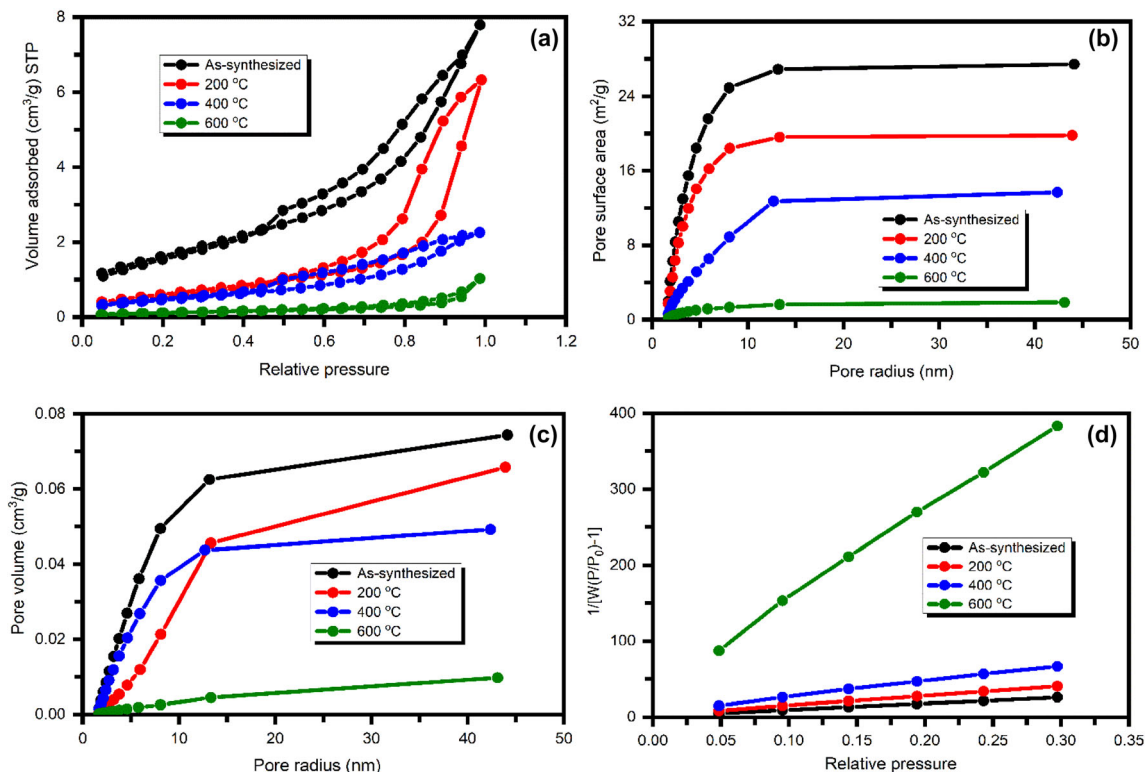 (a)
Volume adsorbed (cm³/g) STP
8
6
4
2
0
As-synthesized
200 °C
400 °C
600 °C
0.0 0.2 0.4 0.6 0.8 1.0 1.2
Relative pressure
(b)
Pore surface area (m²/g)
32
24
16
8
0
As-synthesized
200 °C
400 °C
600 °C
0 10 20 30 40 50
Pore radius (nm)
(c)
Pore volume (cm³/g)
0.08
0.06
0.04
0.02
0.00
As-synthesized
200 °C
400 °C
600 °C
0 10 20 30 40 50
Pore radius (nm)
(d)
1/[W(P/P₀)-1]
400
300
200
100
0
As-synthesized
200 °C
400 °C
600 °C
0.00 0.05 0.10 0.15 0.20 0.25 0.30 0.35
Relative pressure